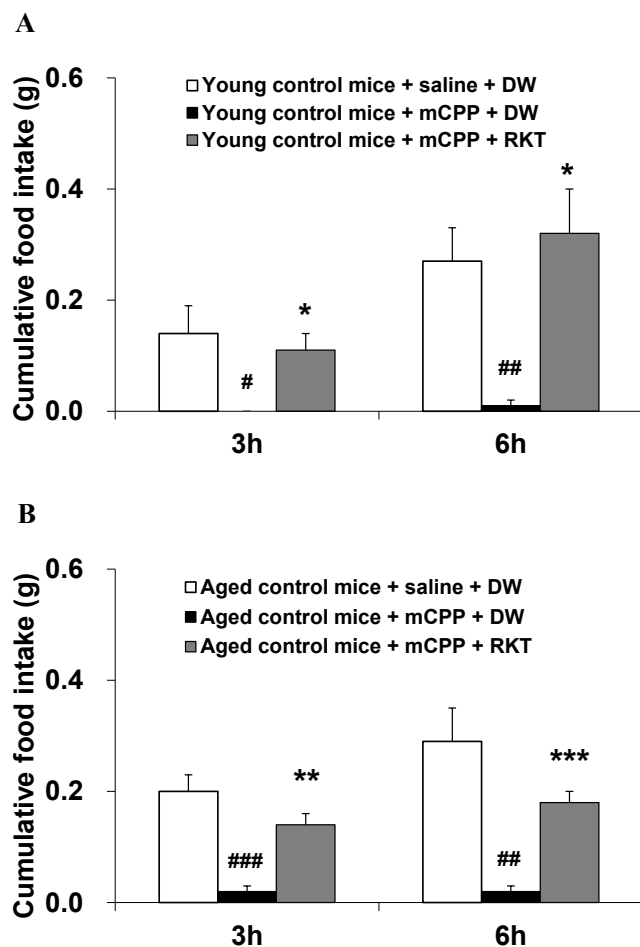 A
Cumulative food intake (g)
0.6
0.4
0.2
0.0
Young control mice + saline + DW
Young control mice + mCPP + DW
Young control mice + mCPP + RKT
#
*
##
*
3h
6h
B
Cumulative food intake (g)
0.6
0.4
0.2
0.0
Aged control mice + saline + DW
Aged control mice + mCPP + DW
Aged control mice + mCPP + RKT
###
**
##
***
3h
6h